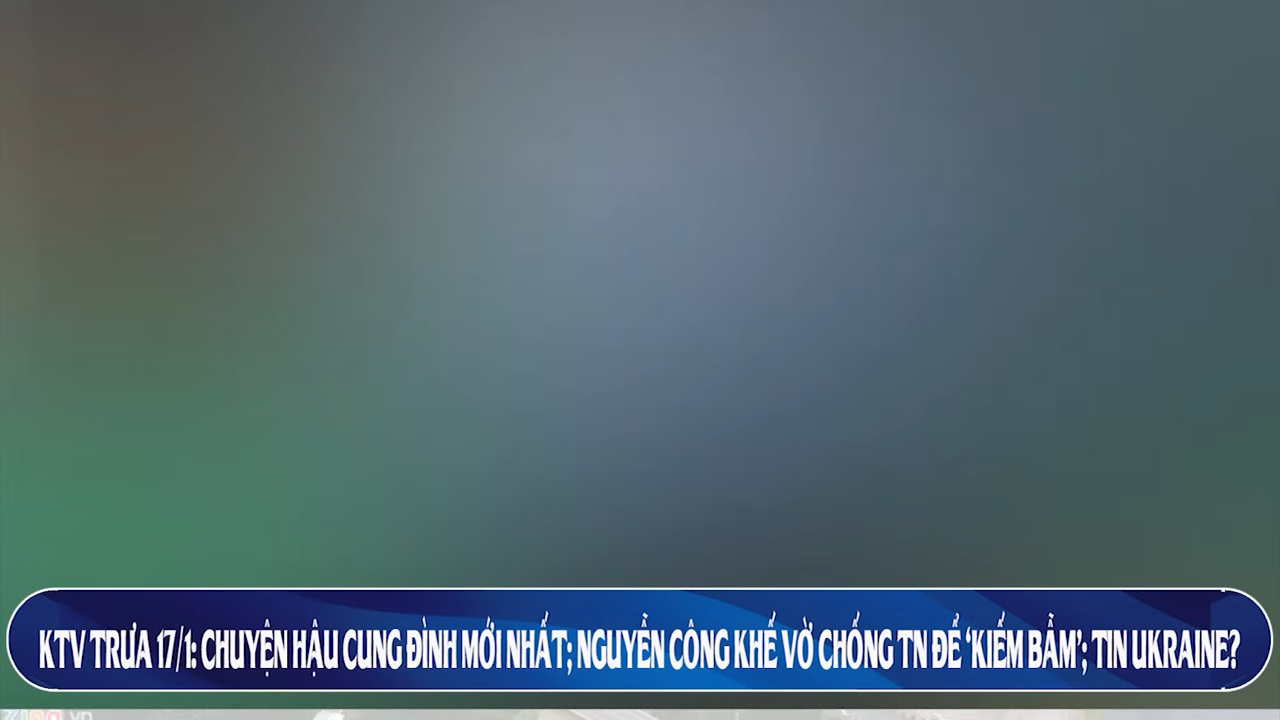 KTV TRƯA 17/1: CHUYỆN HẬU CUNG ĐÌNH MỚI NHẤT; NGUYỄN CÔNG KHẾ VỜ CHỐNG TN ĐỂ ‘KIẾM BẨM’; TIN UKRAINE?